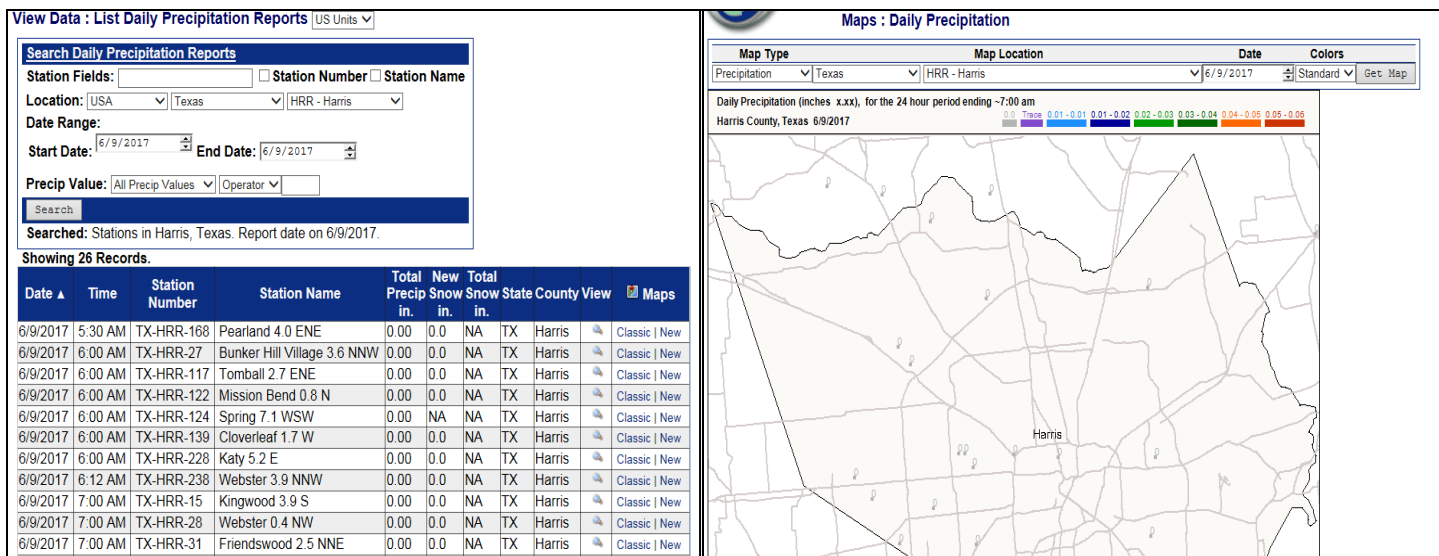 View Data : List Daily Precipitation Reports US Units
Search Daily Precipitation Reports
Station Fields: Station Number Station Name
Location: USA Texas HRR - Harris
Date Range:
Start Date: 6/9/2017 End Date: 6/9/2017
Precip Value: All Precip Values Operator
Search
Searched: Stations in Harris, Texas. Report date on 6/9/2017.
Showing 26 Records.
Date ▲ Time Station Number Station Name Total Precip in. New Snow in. Total Snow in. State County View Maps
6/9/2017 5:30 AM TX-HRR-168 Pearland 4.0 ENE 0.00 0.0 NA TX Harris Classic | New
6/9/2017 6:00 AM TX-HRR-27 Bunker Hill Village 3.6 NNW 0.00 0.0 NA TX Harris Classic | New
6/9/2017 6:00 AM TX-HRR-117 Tomball 2.7 ENE 0.00 0.0 NA TX Harris Classic | New
6/9/2017 6:00 AM TX-HRR-122 Mission Bend 0.8 N 0.00 0.0 NA TX Harris Classic | New
6/9/2017 6:00 AM TX-HRR-124 Spring 7.1 WSW 0.00 NA NA TX Harris Classic | New
6/9/2017 6:00 AM TX-HRR-139 Cloverleaf 1.7 W 0.00 0.0 NA TX Harris Classic | New
6/9/2017 6:00 AM TX-HRR-228 Katy 5.2 E 0.00 0.0 NA TX Harris Classic | New
6/9/2017 6:12 AM TX-HRR-238 Webster 3.9 NNW 0.00 0.0 NA TX Harris Classic | New
6/9/2017 7:00 AM TX-HRR-15 Kingwood 3.9 S 0.00 0.0 NA TX Harris Classic | New
6/9/2017 7:00 AM TX-HRR-28 Webster 0.4 NW 0.00 0.0 NA TX Harris Classic | New
6/9/2017 7:00 AM TX-HRR-31 Friendswood 2.5 NNE 0.00 0.0 NA TX Harris Classic | New
Maps : Daily Precipitation
Map Type Map Location Date Colors
Precipitation Texas HRR - Harris 6/9/2017 Standard Get Map
Daily Precipitation (inches x.xx), for the 24 hour period ending ~7:00 am
Harris County, Texas 6/9/2017
0.0 Trace 0.01 - 0.01 0.01 - 0.02 0.02 - 0.03 0.03 - 0.04 0.04 - 0.05 0.05 - 0.06
Harris